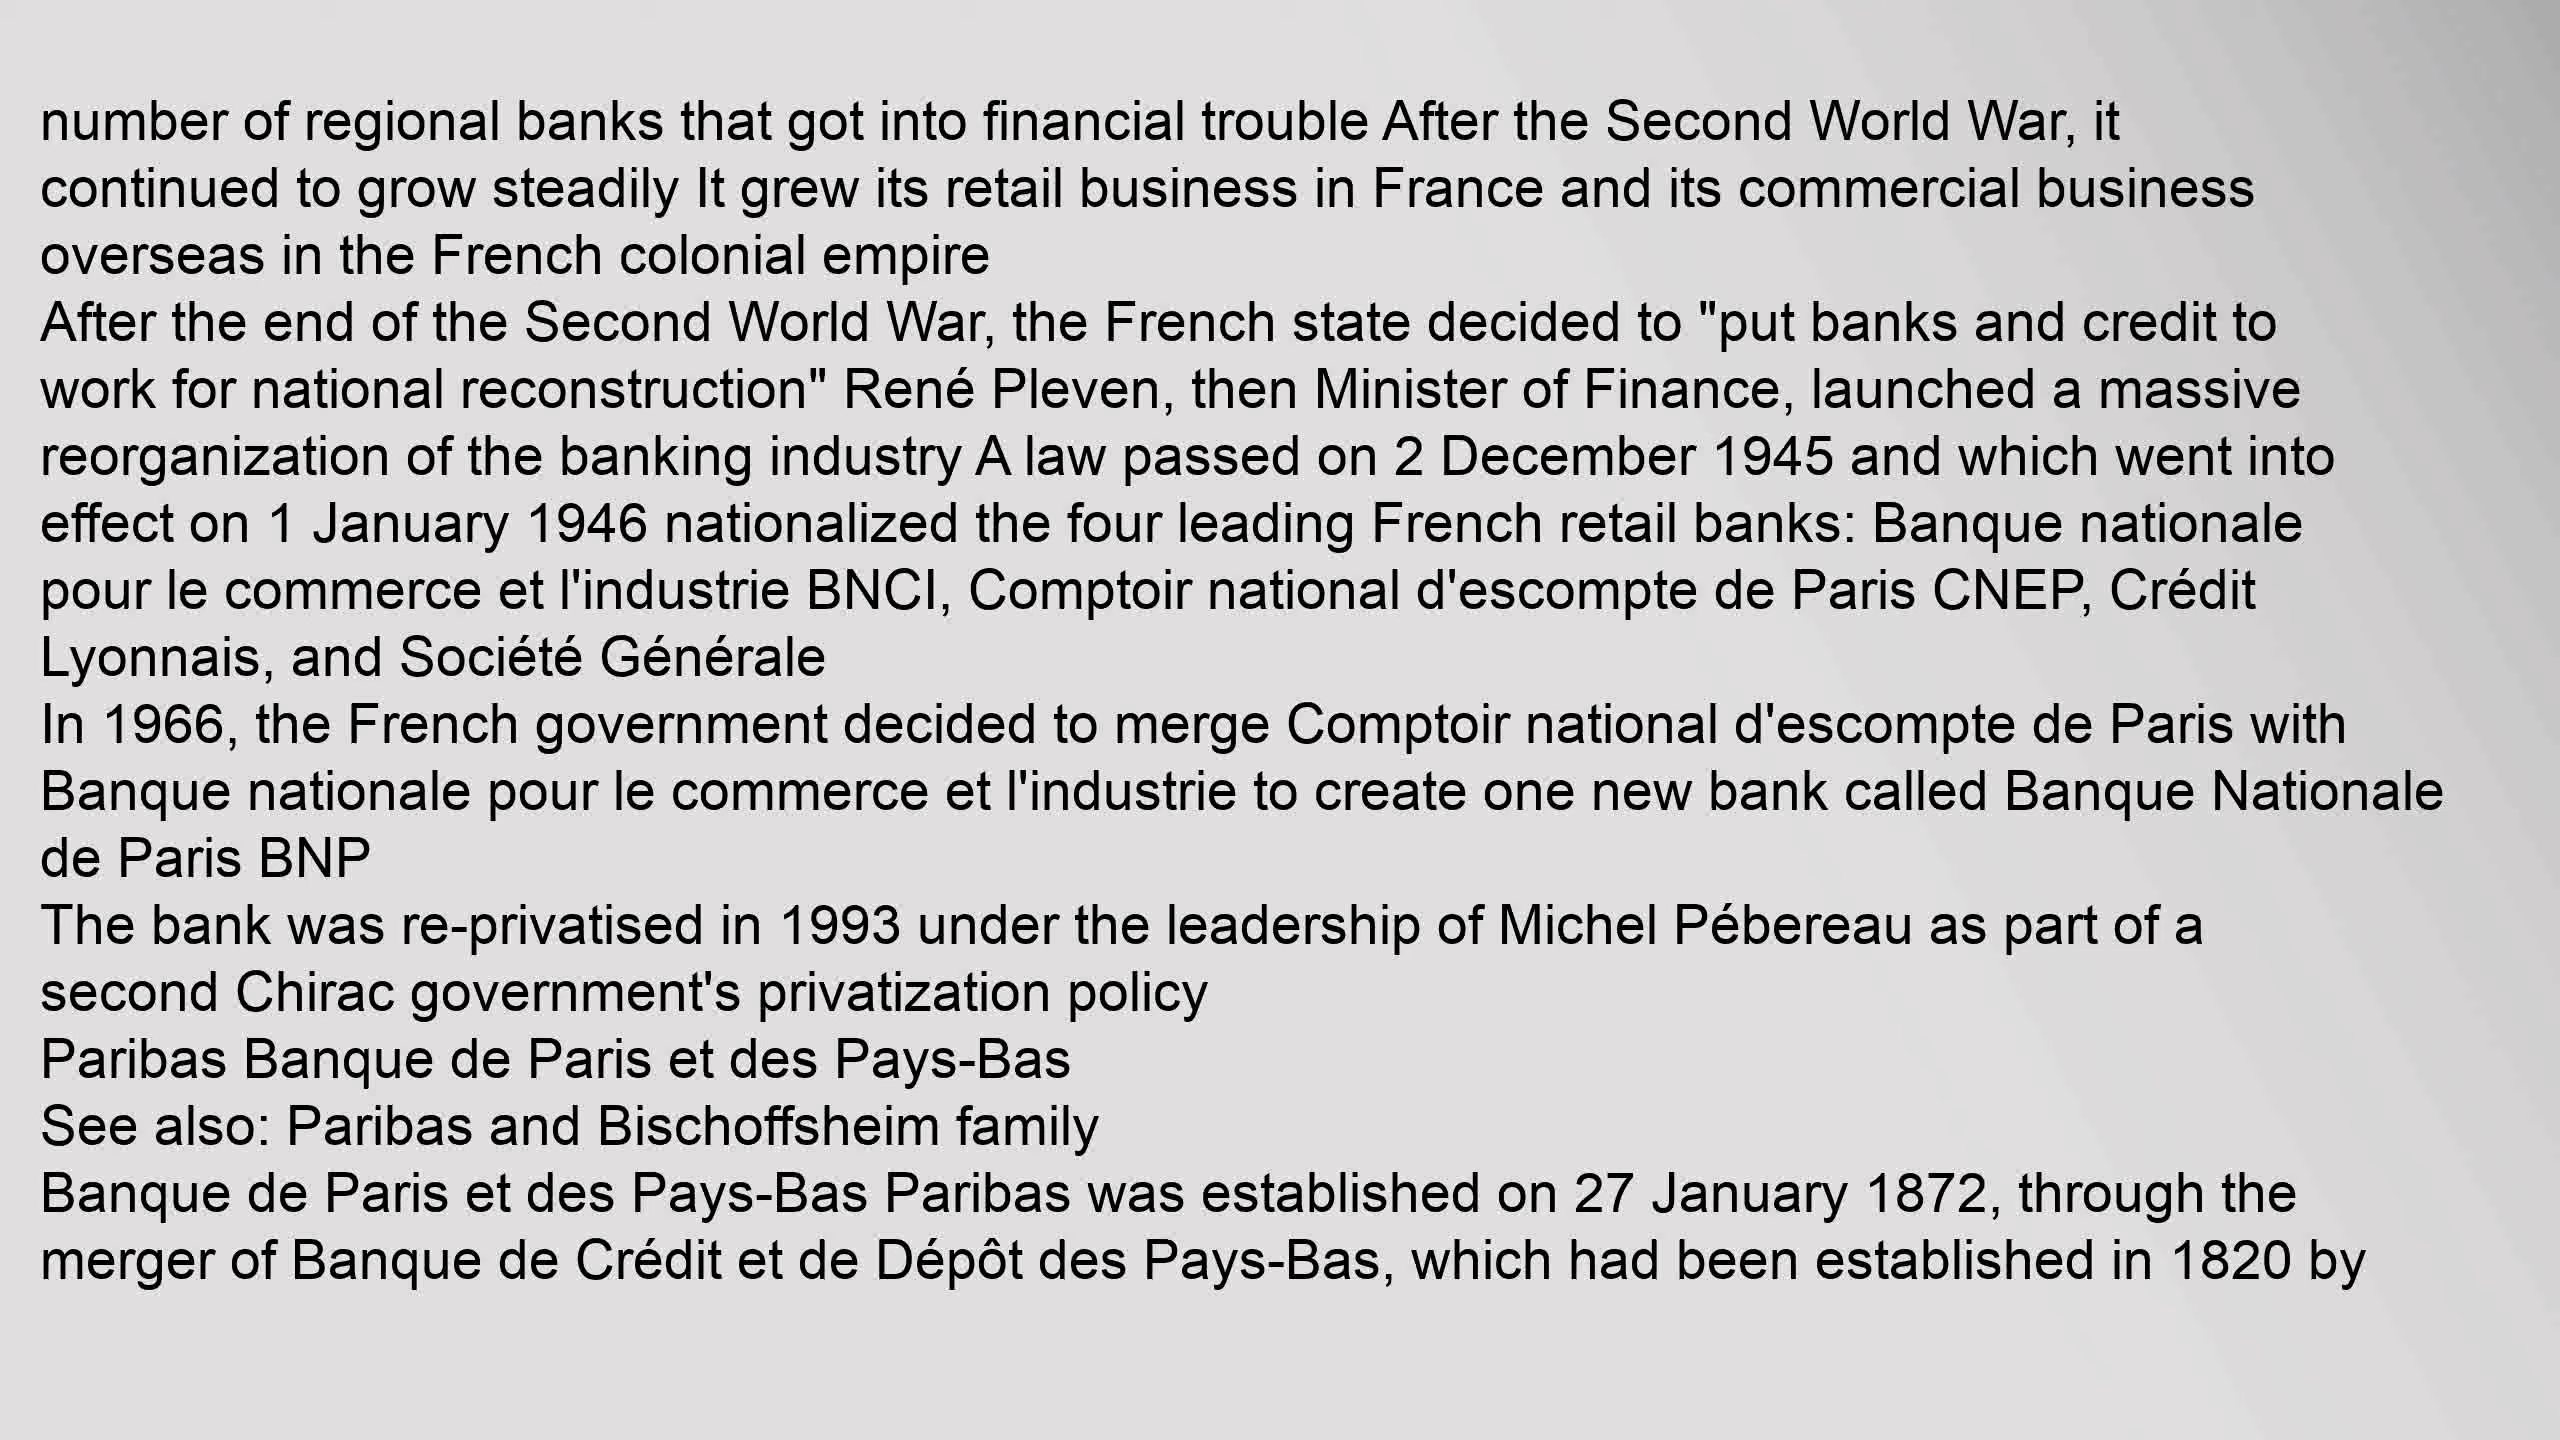 number of regional banks that got into financial trouble After the Second World War, it
continued to grow steadily It grew its retail business in France and its commercial business
overseas in the French colonial empire
After the end of the Second World War, the French state decided to "put banks and credit to
work for national reconstruction" René Pleven, then Minister of Finance, launched a massive
reorganization of the banking industry A law passed on 2 December 1945 and which went into
effect on 1 January 1946 nationalized the four leading French retail banks: Banque nationale
pour le commerce et l'industrie BNCI, Comptoir national d'escompte de Paris CNEP, Crédit
Lyonnais, and Société Générale
In 1966, the French government decided to merge Comptoir national d'escompte de Paris with
Banque nationale pour le commerce et l'industrie to create one new bank called Banque Nationale
de Paris BNP
The bank was re-privatised in 1993 under the leadership of Michel Pébereau as part of a
second Chirac government's privatization policy
Paribas Banque de Paris et des Pays-Bas
See also: Paribas and Bischoffsheim family
Banque de Paris et des Pays-Bas Paribas was established on 27 January 1872, through the
merger of Banque de Crédit et de Dépôt des Pays-Bas, which had been established in 1820 by